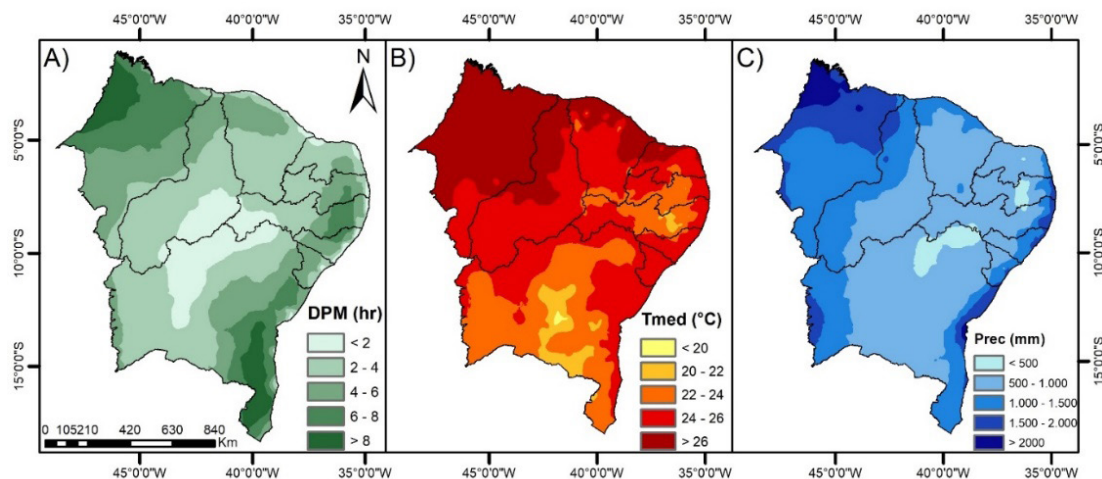 45°0'0"W 40°0'0"W 35°0'0"W 45°0'0"W 40°0'0"W 35°0'0"W 45°0'0"W 40°0'0"W 35°0'0"W
A) N B) C)
5°0'0"S 5°0'0"S
10°0'0"S 10°0'0"S
15°0'0"S 15°0'0"S
DPM (hr)
< 2
2 - 4
4 - 6
6 - 8
> 8
0 105210 420 630 840
Km
Tmed (°C)
< 20
20 - 22
22 - 24
24 - 26
> 26
Prec (mm)
< 500
500 - 1.000
1.000 - 1.500
1.500 - 2.000
> 2000
45°0'0"W 40°0'0"W 35°0'0"W 45°0'0"W 40°0'0"W 35°0'0"W 45°0'0"W 40°0'0"W 35°0'0"W